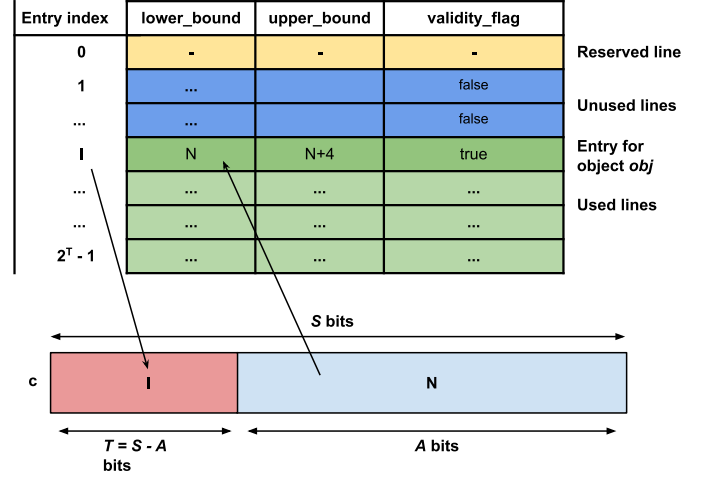 Entry index lower_bound upper_bound validity_flag
0 - - - Reserved line
1 ... false
Unused lines
... ... false
I N N+4 true Entry for
object obj
... ... ... ...
Used lines
... ... ... ...
2ᵀ - 1 ... ... ...
S bits
c I N
T = S - A
bits
A bits